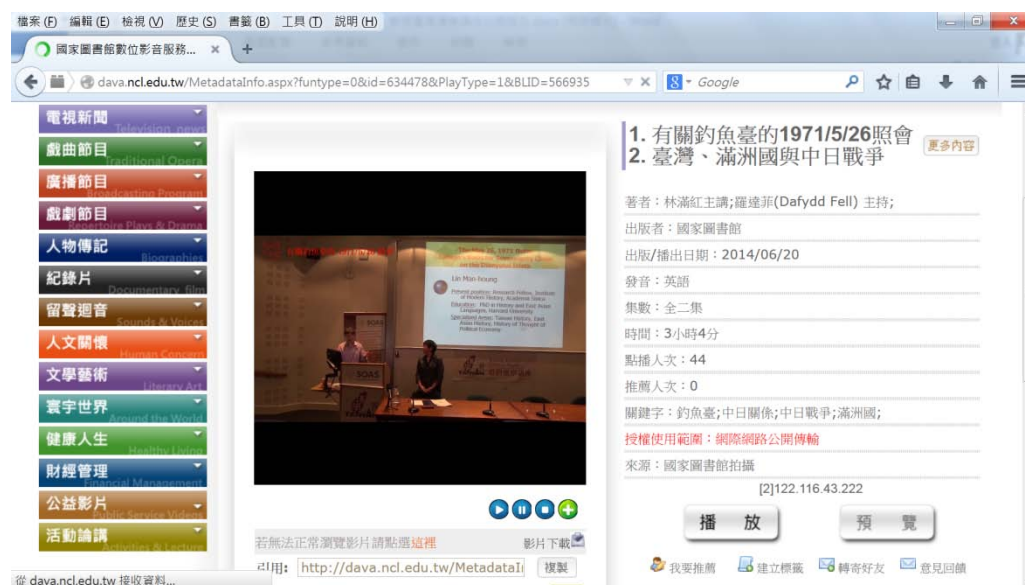 檔案(F) 編輯(E) 檢視(V) 歷史(S) 書籤(B) 工具(T) 說明(H)
國家圖書館數位影音服務...
dava.ncl.edu.tw/MetadataInfo.aspx?funtype=0&id=634478&PlayType=1&BLID=566935
Google
電視新聞
Television news
戲曲節目
Traditional Opera
廣播節目
Broadcasting Program
戲劇節目
Repertoire Plays & Drama
人物傳記
Biographies
紀錄片
Documentary film
留聲迴音
Sounds & Voices
人文關懷
Human Concern
文學藝術
Literary Art
寰宇世界
Around the World
健康人生
Healthy Living
財經管理
Financial Management
公益影片
Public Service Videos
活動論講
Activities & Lecture
Lin Man-houng
SOAS
SOAS
若無法正常瀏覽影片請點選這裡
影片下載
引用: http://dava.ncl.edu.tw/MetadataI
複製
1. 有關釣魚臺的1971/5/26照會
2. 臺灣、滿洲國與中日戰爭
更多內容
著者：林滿紅主講;羅達菲(Dafydd Fell) 主持;
出版者：國家圖書館
出版/播出日期：2014/06/20
發音：英語
集數：全二集
時間：3小時4分
點播人次：44
推薦人次：0
關鍵字：釣魚臺;中日關係;中日戰爭;滿洲國;
授權使用範圍：網際網路公開傳輸
來源：國家圖書館拍攝
[2]122.116.43.222
播 放
預 覽
我要推薦 建立標籤 轉寄好友 意見回饋
從 dava.ncl.edu.tw 接收資料...